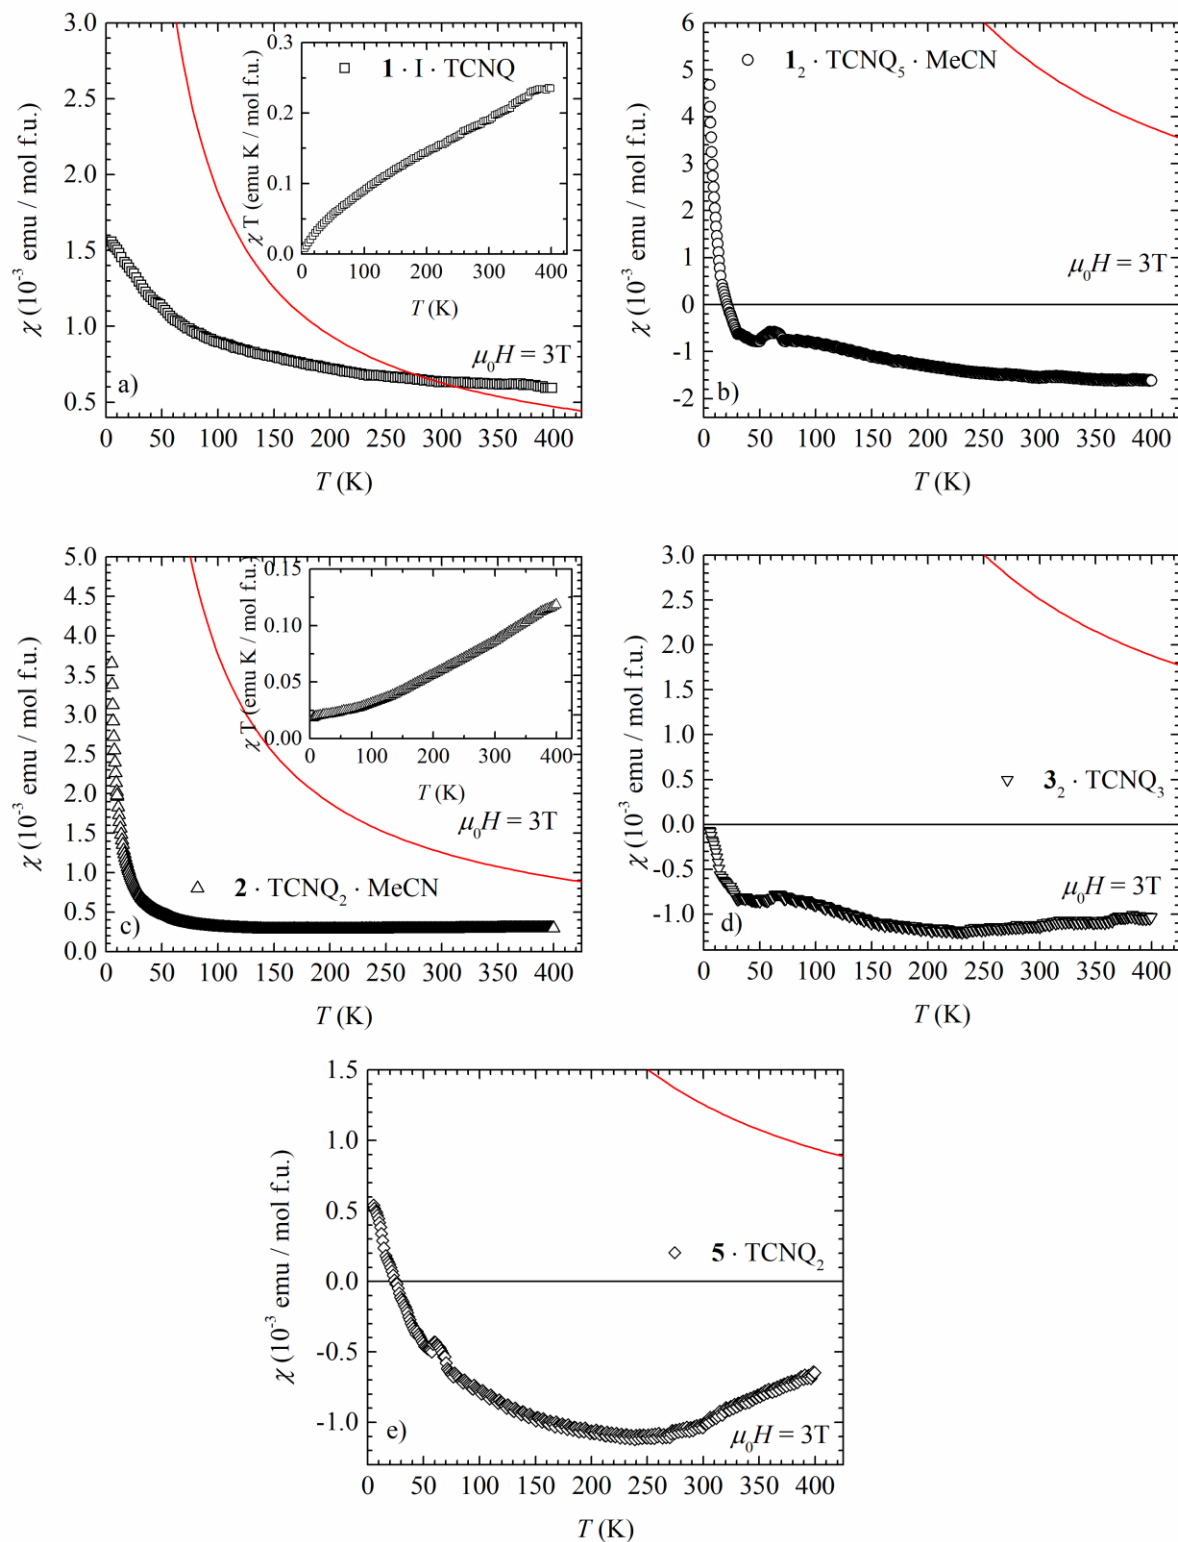 3.0
2.5
2.0
1.5
1.0
0.5
χ (10⁻³ emu / mol f.u.)
0 50 100 150 200 250 300 350 400
T (K)
a)
μ₀H = 3T
0.3
0.2
0.1
0.0
χ T (emu K / mol f.u.)
1 · I · TCNQ
0 100 200 300 400
T (K)
6
5
4
2
1
0
-1
-2
χ (10⁻³ emu / mol f.u.)
1₂ · TCNQ₅ · MeCN
μ₀H = 3T
b)
0 50 100 150 200 250 300 350 400
T (K)
5.0
4.5
4.0
3.5
3.0
2.5
2.0
1.5
1.0
0.5
0.0
χ (10⁻³ emu / mol f.u.)
0.15
0.10
0.05
0.00
χ T (emu K / mol f.u.)
0 100 200 300 400
T (K)
μ₀H = 3T
2 · TCNQ₂ · MeCN
c)
0 50 100 150 200 250 300 350 400
T (K)
3.0
2.5
2.0
1.5
1.0
0.5
0.0
-0.5
-1.0
χ (10⁻³ emu / mol f.u.)
3₂ · TCNQ₃
μ₀H = 3T
d)
0 50 100 150 200 250 300 350 400
T (K)
1.5
1.0
0.5
0.0
-0.5
-1.0
χ (10⁻³ emu / mol f.u.)
5 · TCNQ₂
e)
μ₀H = 3T
0 50 100 150 200 250 300 350 400
T (K)